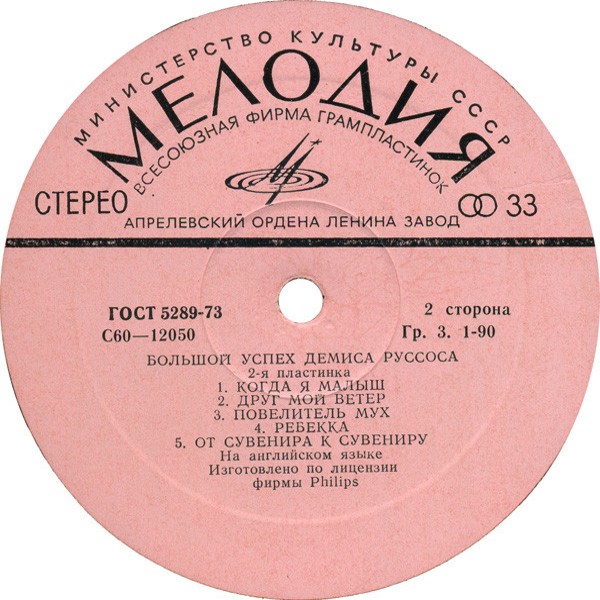 МИНИСТЕРСТВО КУЛЬТУРЫ СССР
МЕЛОДИЯ
ВСЕСОЮЗНАЯ ФИРМА ГРАМПЛАСТИНОК
СТЕРЕО
33
АПРЕЛЕВСКИЙ ОРДЕНА ЛЕНИНА ЗАВОД
ГОСТ 5289-73
2 сторона
С60—12050
Гр. 3. 1-90
БОЛЬШОЙ УСПЕХ ДЕМИСА РУССОСА
2-я пластинка
1. КОГДА Я МАЛЫШ
2. ДРУГ МОЙ ВЕТЕР
3. ПОВЕЛИТЕЛЬ МУХ
4. РЕБЕККА
5. ОТ СУВЕНИРА К СУВЕНИРУ
На английском языке
Изготовлено по лицензии
фирмы Philips